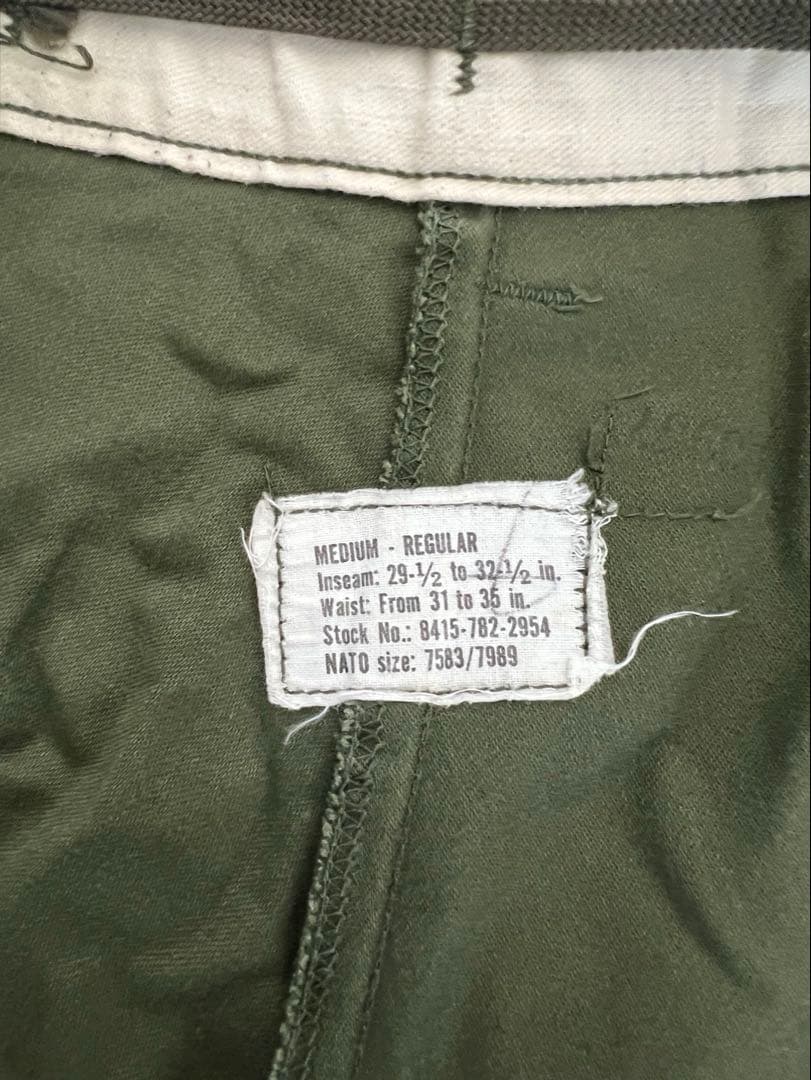 MEDIUM - REGULAR
Inseam: 29-1/2 to 32-1/2 in.
Waist: From 31 to 35 in.
Stock No.: 8415-782-2954
NATO size: 7583/7989